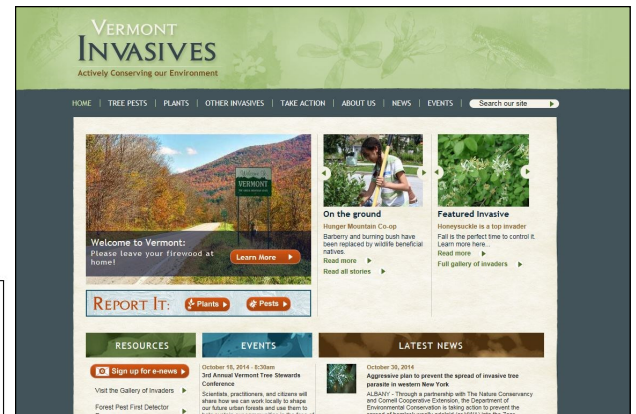 VERMONT
INVASIVES
Actively Conserving our Environment
HOME | TREE PESTS | PLANTS | OTHER INVASIVES | TAKE ACTION | ABOUT US | NEWS | EVENTS | Search our site
VERMONT
Welcome to Vermont:
Please leave your firewood at
home!
Learn More
On the ground
Hunger Mountain Co-op
Barberry and burning bush have
been replaced by wildlife beneficial
natives.
Read more
Read all stories
Featured Invasive
Honeysuckle is a top invader
Fall is the perfect time to control it.
Learn more here...
Read more
Full gallery of invaders
REPORT IT:
Plants
Pests
RESOURCES
Sign up for e-news
Visit the Gallery of Invaders
Forest Pest First Detector
EVENTS
October 16, 2014 - 8:30am
3rd Annual Vermont Tree Stewards
Conference
Scientists, practitioners, and citizens will
share how we can work locally to shape
our future urban forests and use them to
LATEST NEWS
October 30, 2014
Aggressive plan to prevent the spread of invasive tree
parasite in western New York
ALBANY - Through a partnership with The Nature Conservancy
and Cornell Cooperative Extension, the Department of
Environmental Conservation is taking action to prevent the